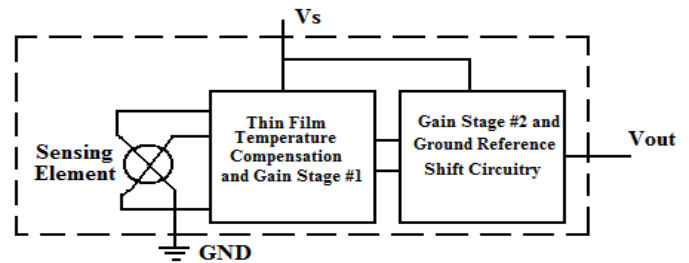 Vs
Thin Film
Temperature
Compensation
and Gain Stage #1
Gain Stage #2 and
Ground Reference
Shift Circuitry
Vout
Sensing
Element
GND